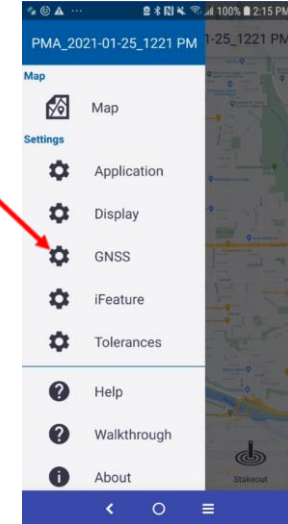 100% 2:15 PM
PMA_2021-01-25_1221 PM
1-25_1221 PM
Map
Map
Settings
Application
Display
GNSS
iFeature
Tolerances
Help
Walkthrough
About
Stakeout